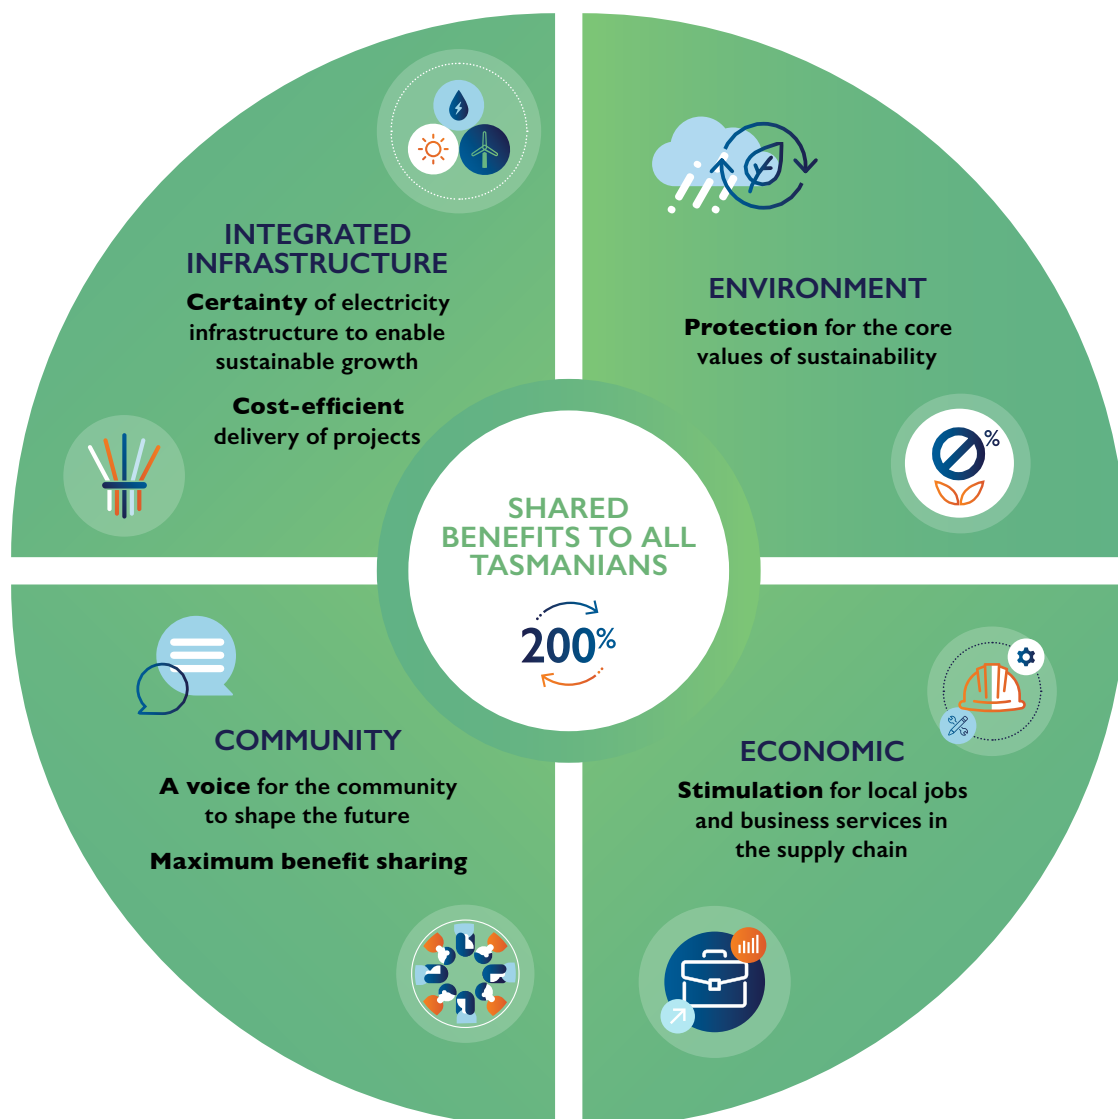 INTEGRATED
INFRASTRUCTURE
Certainty of electricity
infrastructure to enable
sustainable growth
Cost-efficient
delivery of projects
ENVIRONMENT
Protection for the core
values of sustainability
%
SHARED
BENEFITS TO ALL
TASMANIANS
200%
COMMUNITY
A voice for the community
to shape the future
Maximum benefit sharing
ECONOMIC
Stimulation for local jobs
and business services in
the supply chain